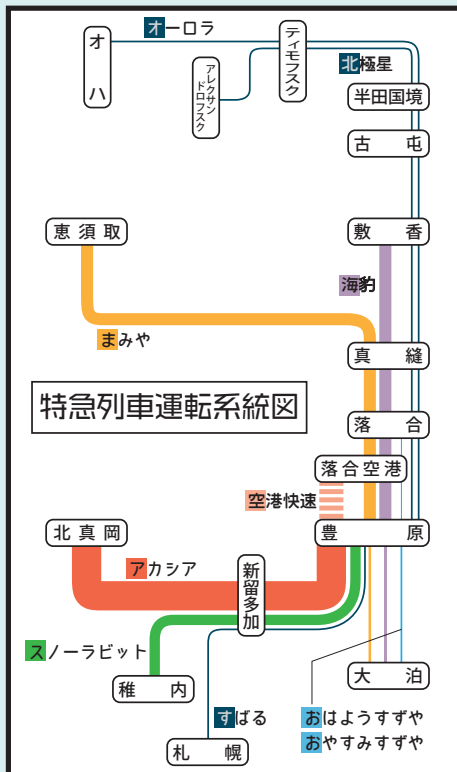 オーロラ
オハ
ティモフスク
アレクサンドロフスク
北極星
半田国境
古屯
恵須取
敷香
海豹
まみや
真縫
特急列車運転系統図
落合
落合空港
空港快速
北真岡
豊原
アカシア
新留多加
スノーラビット
稚内
大泊
すばる
おはようすずや
おやすみすずや
札幌